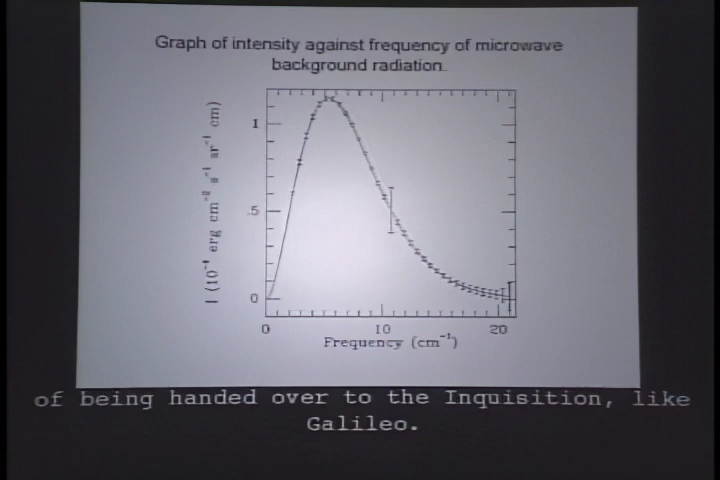 Graph of intensity against frequency of microwave
background radiation.
1
.5
0
0 10 20
Frequency (cm⁻¹)
of being handed over to the Inquisition, like
Galileo.